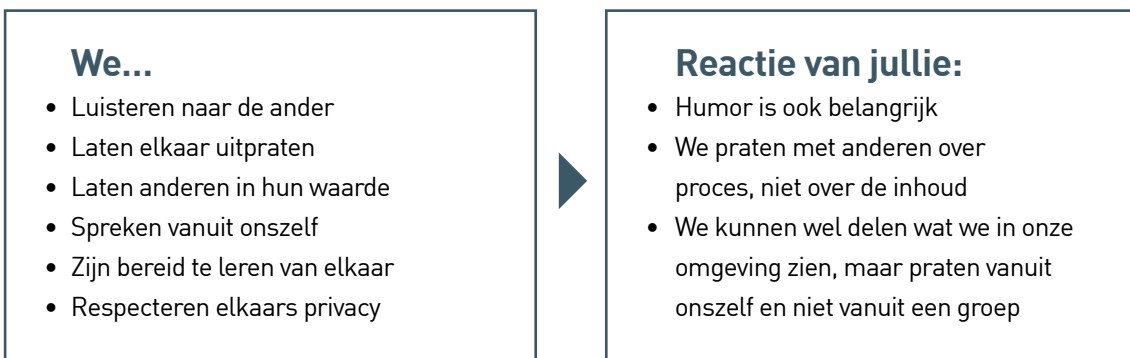 We...
• Luisteren naar de ander
• Laten elkaar uitpraten
• Laten anderen in hun waarde
• Spreken vanuit onszelf
• Zijn bereid te leren van elkaar
• Respecteren elkaars privacy
Reactie van jullie:
• Humor is ook belangrijk
• We praten met anderen over
proces, niet over de inhoud
• We kunnen wel delen wat we in onze
omgeving zien, maar praten vanuit
onszelf en niet vanuit een groep